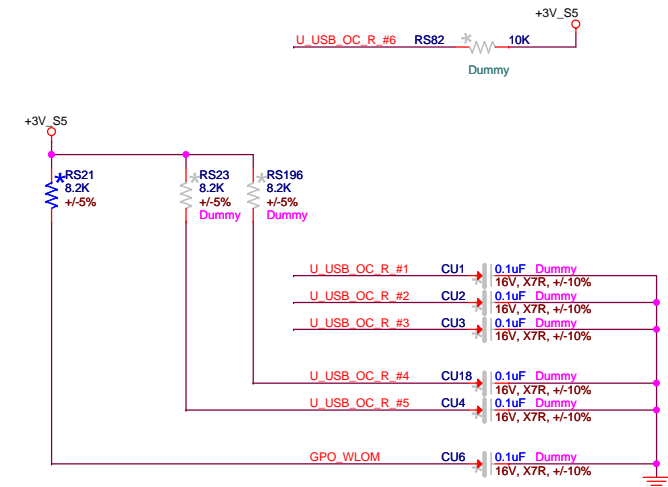 +3V_S5
U_USB_OC_R_#6 RS82 10K
Dummy
+3V_S5
RS21 RS23 RS196
8.2K 8.2K 8.2K
+/-5% +/-5% +/-5%
Dummy Dummy
U_USB_OC_R_#1 CU1 0.1uF Dummy
16V, X7R, +/-10%
U_USB_OC_R_#2 CU2 0.1uF Dummy
16V, X7R, +/-10%
U_USB_OC_R_#3 CU3 0.1uF Dummy
16V, X7R, +/-10%
U_USB_OC_R_#4 CU18 0.1uF Dummy
16V, X7R, +/-10%
U_USB_OC_R_#5 CU4 0.1uF Dummy
16V, X7R, +/-10%
GPO_WLOM CU6 0.1uF Dummy
16V, X7R, +/-10%